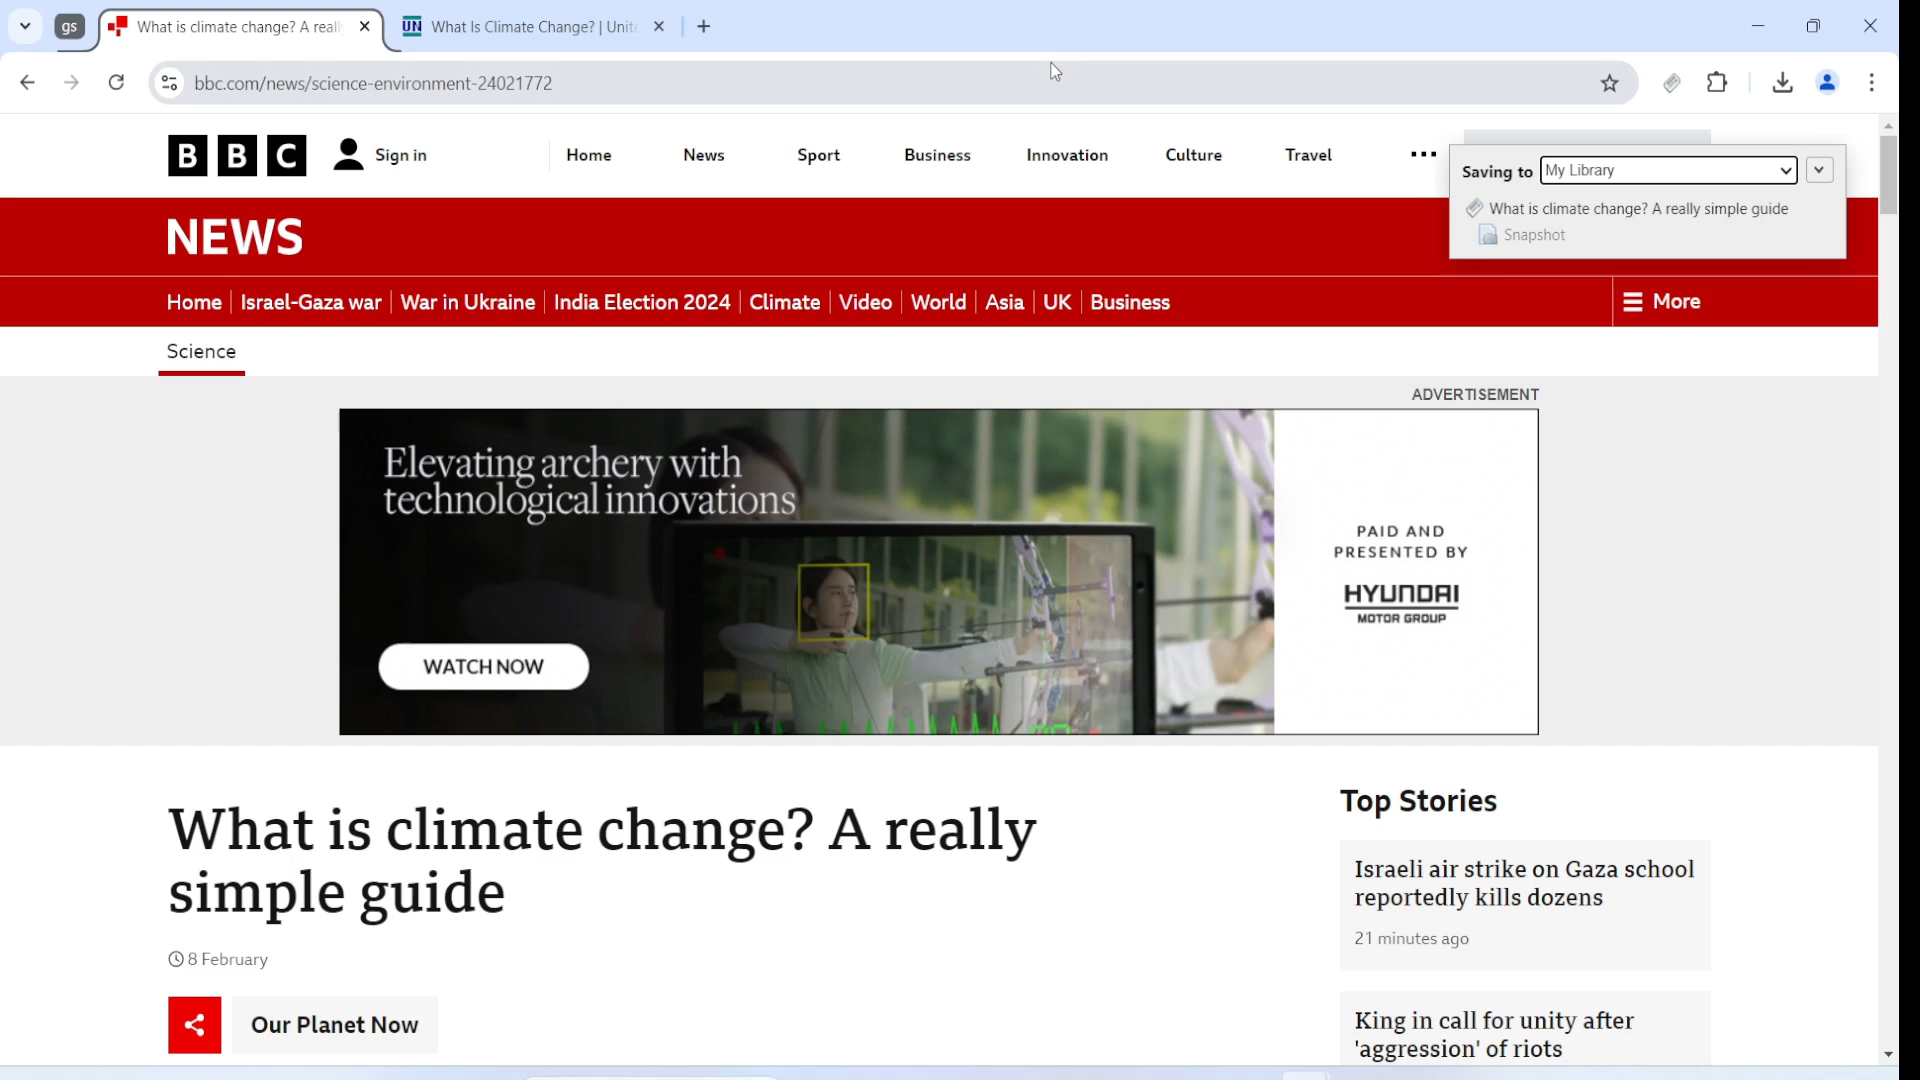 gs
What is climate change? A reall
What Is Climate Change? | Unite
bbc.com/news/science-environment-24021772
BBC
Sign in
Home
News
Sport
Business
Innovation
Culture
Travel
Saving to
My Library
What is climate change? A really simple guide
Snapshot
NEWS
Home
Israel-Gaza war
War in Ukraine
India Election 2024
Climate
Video
World
Asia
UK
Business
More
Science
ADVERTISEMENT
Elevating archery with
technological innovations
WATCH NOW
PAID AND
PRESENTED BY
HYUNDAI
MOTOR GROUP
What is climate change? A really
simple guide
8 February
Our Planet Now
Top Stories
Israeli air strike on Gaza school
reportedly kills dozens
21 minutes ago
King in call for unity after
'aggression' of riots